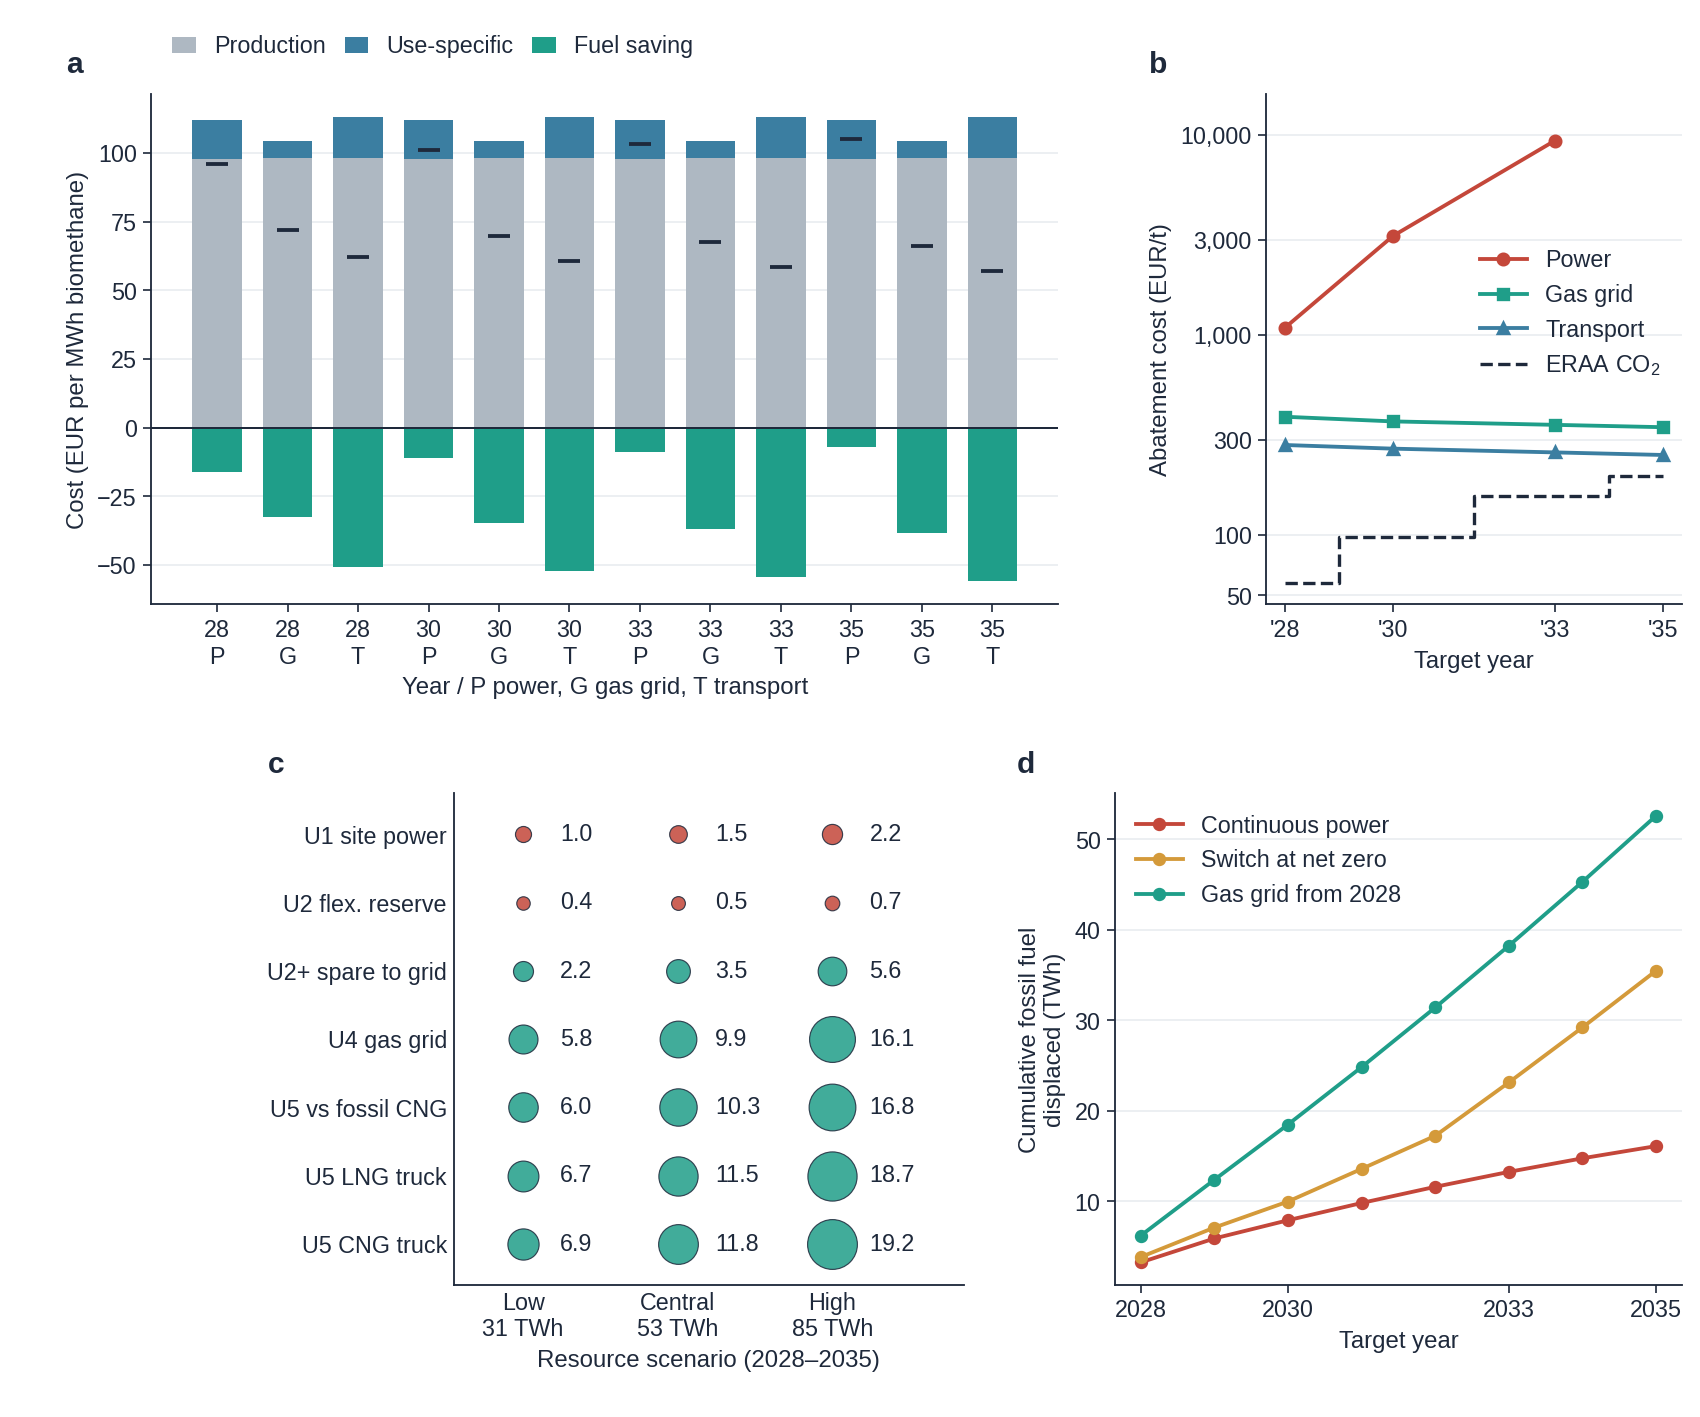 Production
Use-specific
Fuel saving
a
100
75
50
25
0
−25
−50
Cost (EUR per MWh biomethane)
28 28 28 30 30 30 33 33 33 35 35 35
P G T P G T P G T P G T
Year / P power, G gas grid, T transport
b
10,000
3,000
1,000
300
100
50
Abatement cost (EUR/t)
Power
Gas grid
Transport
ERAA CO₂
'28 '30 '33 '35
Target year
c
U1 site power 1.0 1.5 2.2
U2 flex. reserve 0.4 0.5 0.7
U2+ spare to grid 2.2 3.5 5.6
U4 gas grid 5.8 9.9 16.1
U5 vs fossil CNG 6.0 10.3 16.8
U5 LNG truck 6.7 11.5 18.7
U5 CNG truck 6.9 11.8 19.2
Low Central High
31 TWh 53 TWh 85 TWh
Resource scenario (2028–2035)
d
Continuous power
Switch at net zero
Gas grid from 2028
50
40
30
20
10
Cumulative fossil fuel
displaced (TWh)
2028 2030 2033 2035
Target year